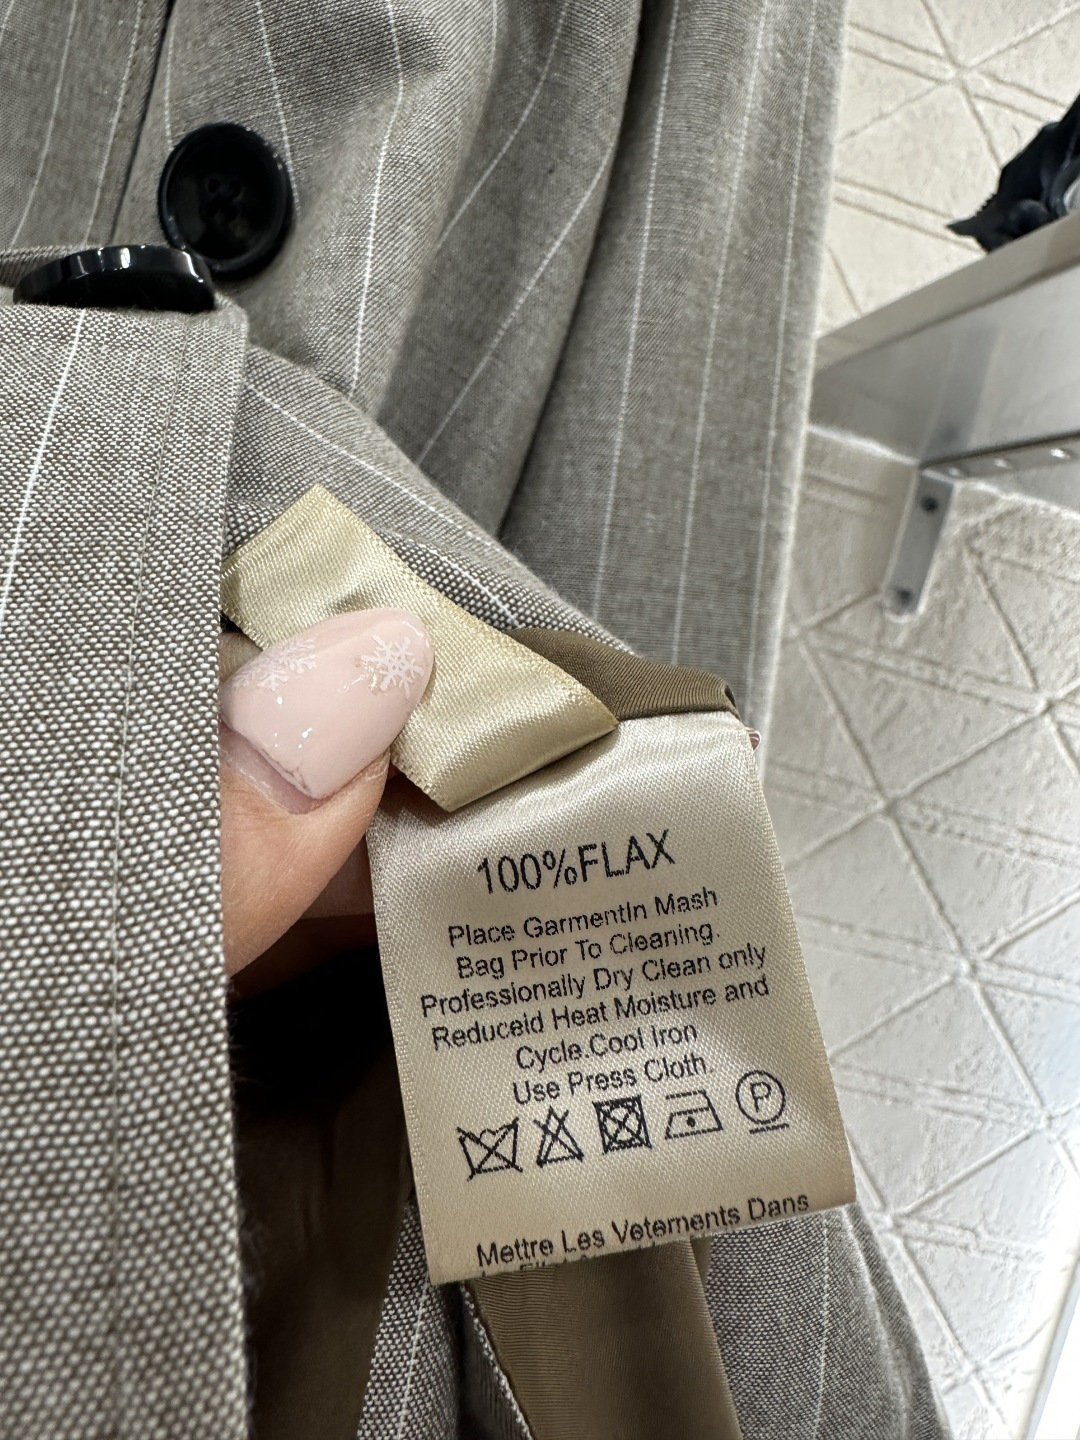 100%FLAX
Place GarmentIn Mash
Bag Prior To Cleaning.
Professionally Dry Clean only
Reduceid Heat Moisture and
Cycle.Cool Iron
Use Press Cloth.
P
Mettre Les Vetements Dans